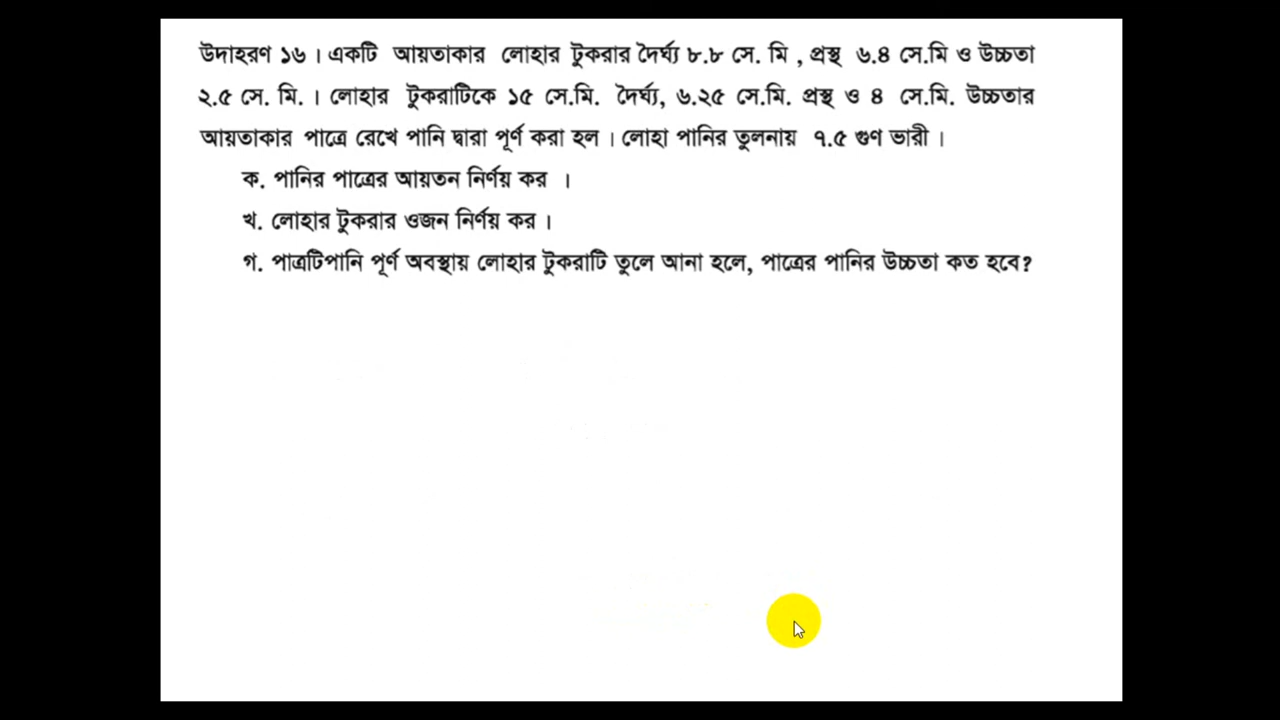 উদাহরণ ১৬ । একটি আয়তাকার লোহার টুকরার দৈর্ঘ্য ৮.৮ সে. মি , প্রস্থ ৬.৪ সে.মি ও উচ্চতা
২.৫ সে. মি. । লোহার টুকরাটিকে ১৫ সে.মি. দৈর্ঘ্য, ৬.২৫ সে.মি. প্রস্থ ও ৪ সে.মি. উচ্চতার
আয়তাকার পাত্রে রেখে পানি দ্বারা পূর্ণ করা হল । লোহা পানির তুলনায় ৭.৫ গুণ ভারী ।
ক. পানির পাত্রের আয়তন নির্ণয় কর ।
খ. লোহার টুকরার ওজন নির্ণয় কর ।
গ. পাত্রটিপানি পূর্ণ অবস্থায় লোহার টুকরাটি তুলে আনা হলে, পাত্রের পানির উচ্চতা কত হবে?